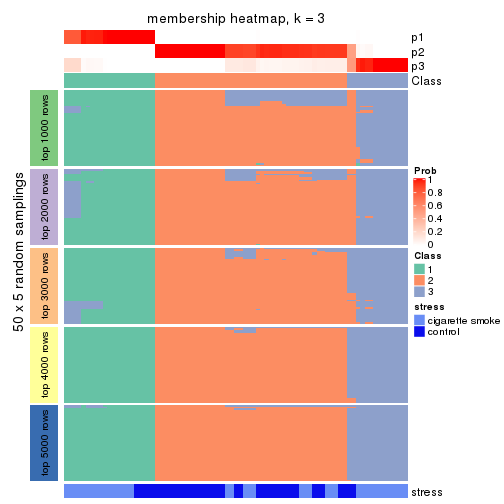 membership heatmap, k = 3
p1
p2
p3
Class
50 x 5 random samplings
top 1000 rows
top 2000 rows
top 3000 rows
top 4000 rows
top 5000 rows
stress
Prob
1
0.8
0.6
0.4
0.2
0
Class
1
2
3
stress
cigarette smoke
control